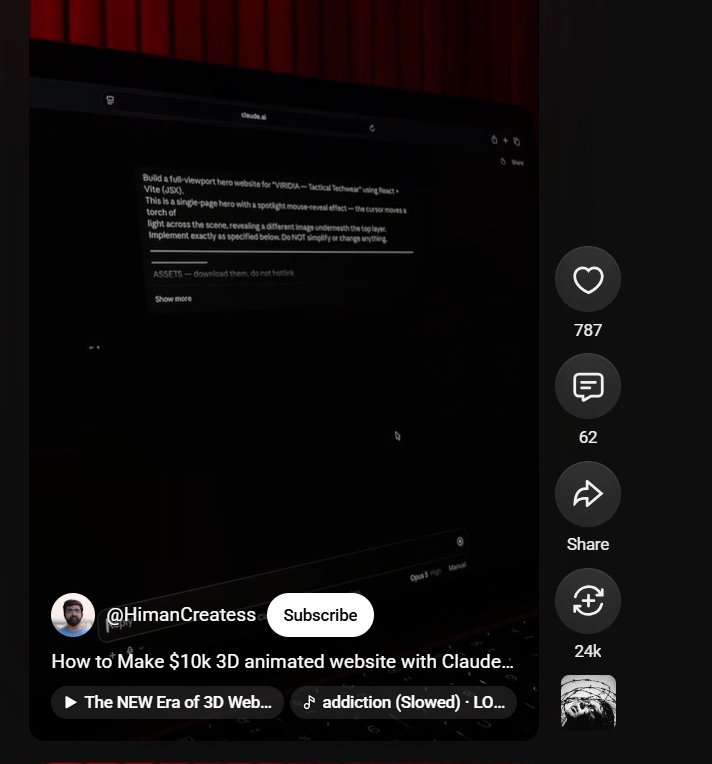 claude.ai
Share
Build a full-viewport hero website for "VIRIDIA — Tactical Techwear" using React +
Vite (JSX).
This is a single-page hero with a spotlight mouse-reveal effect — the cursor moves a
torch of
light across the scene, revealing a different image underneath the top layer.
Implement exactly as specified below. Do NOT simplify or change anything.
ASSETS — download them, do not hotlink
Show more
787
62
Share
Opus 5 High Manual
@HimanCreatess
Subscribe
24k
How to Make $10k 3D animated website with Claude…
The NEW Era of 3D Web…
addiction (Slowed) · LO…